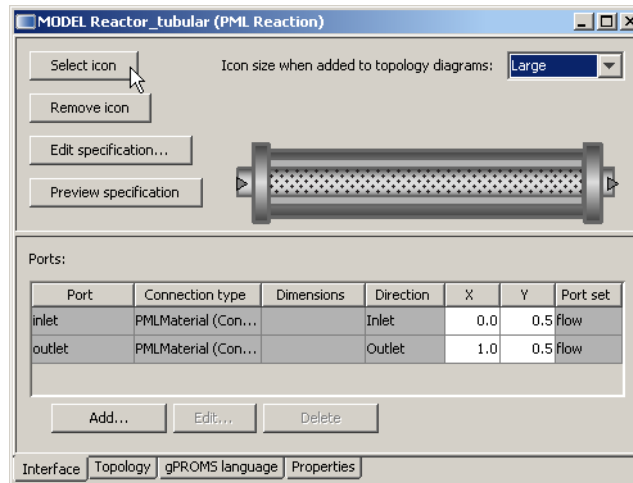 MODEL Reactor_tubular (PML Reaction)
Select icon
Icon size when added to topology diagrams: Large
Remove icon
Edit specification...
Preview specification
Ports:
Port Connection type Dimensions Direction X Y Port set
inlet PMLMaterial (Con... Inlet 0.0 0.5 flow
outlet PMLMaterial (Con... Outlet 1.0 0.5 flow
Add... Edit... Delete
Interface Topology gPROMS language Properties